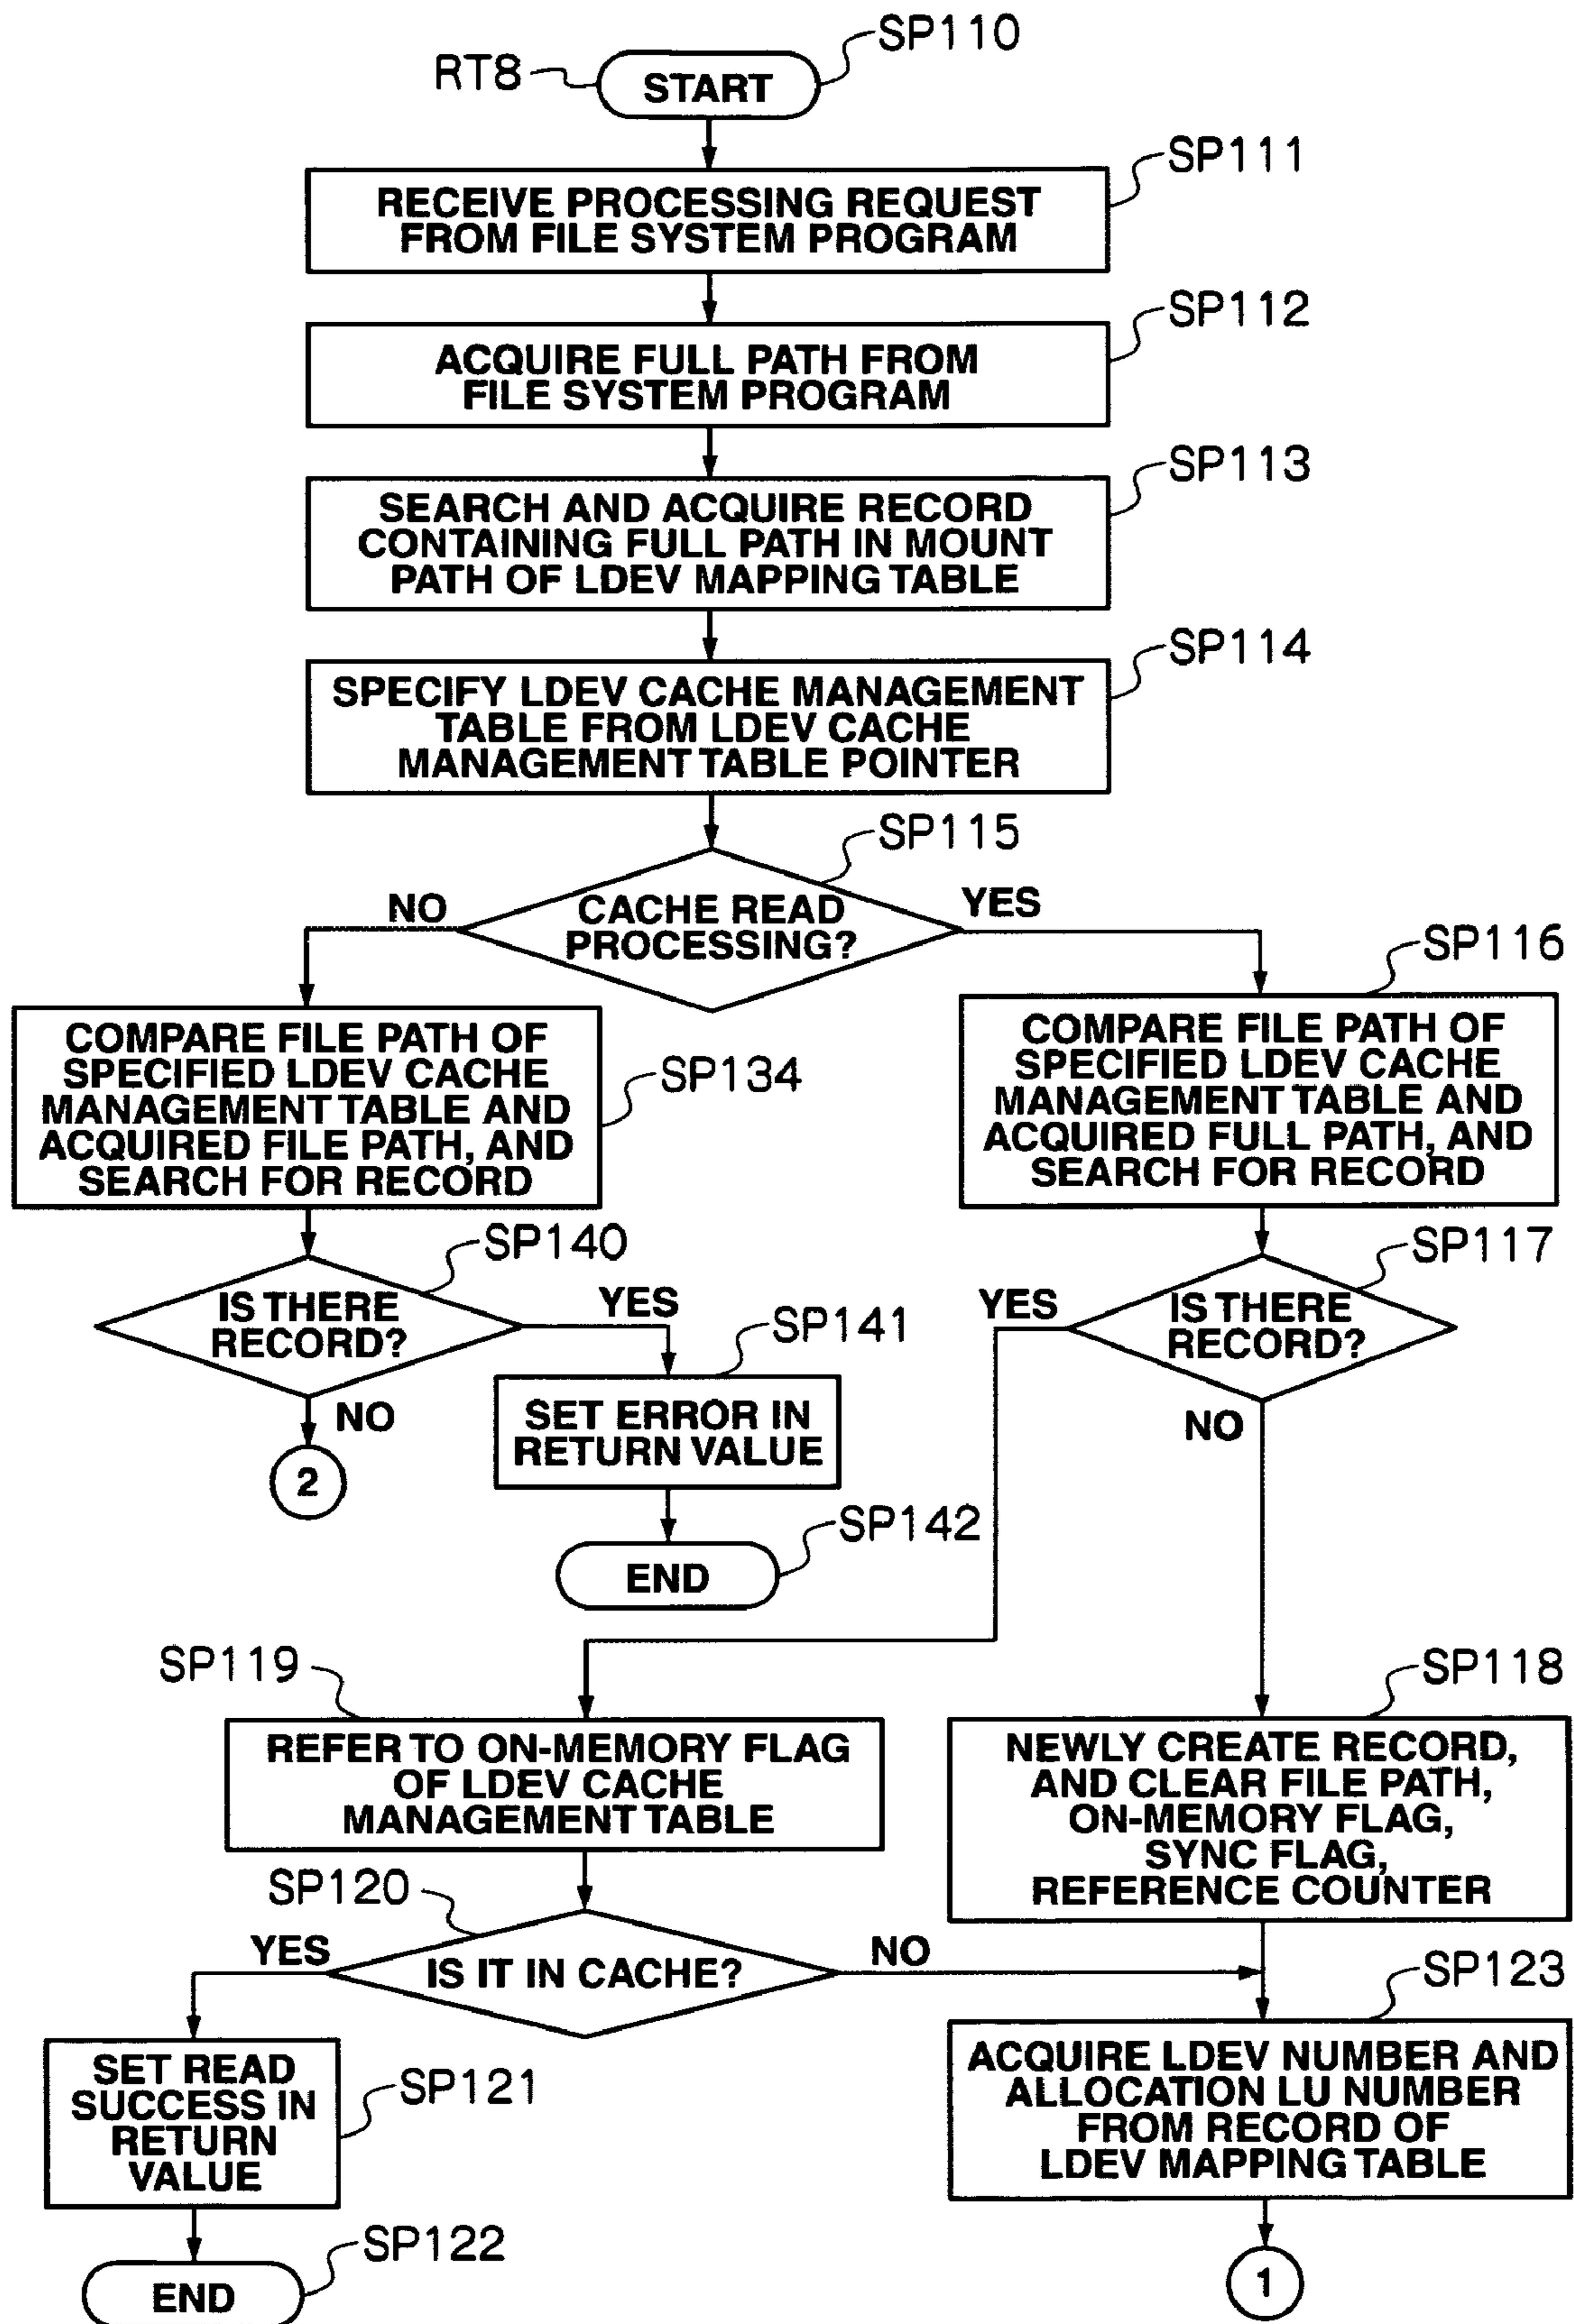 SP110
RT8
START
SP111
RECEIVE PROCESSING REQUEST
FROM FILE SYSTEM PROGRAM
SP112
ACQUIRE FULL PATH FROM
FILE SYSTEM PROGRAM
SP113
SEARCH AND ACQUIRE RECORD
CONTAINING FULL PATH IN MOUNT
PATH OF LDEV MAPPING TABLE
SP114
SPECIFY LDEV CACHE MANAGEMENT
TABLE FROM LDEV CACHE
MANAGEMENT TABLE POINTER
SP115
CACHE READ
PROCESSING?
NO
YES
SP134
COMPARE FILE PATH OF
SPECIFIED LDEV CACHE
MANAGEMENT TABLE AND
ACQUIRED FILE PATH, AND
SEARCH FOR RECORD
SP116
COMPARE FILE PATH OF
SPECIFIED LDEV CACHE
MANAGEMENT TABLE AND
ACQUIRED FULL PATH, AND
SEARCH FOR RECORD
SP140
IS THERE
RECORD?
YES
NO
2
SP141
SET ERROR IN
RETURN VALUE
SP142
END
SP117
IS THERE
RECORD?
YES
NO
SP119
REFER TO ON-MEMORY FLAG
OF LDEV CACHE
MANAGEMENT TABLE
SP118
NEWLY CREATE RECORD,
AND CLEAR FILE PATH,
ON-MEMORY FLAG,
SYNC FLAG,
REFERENCE COUNTER
SP120
IS IT IN CACHE?
YES
NO
SP121
SET READ
SUCCESS IN
RETURN
VALUE
SP122
END
SP123
ACQUIRE LDEV NUMBER AND
ALLOCATION LU NUMBER
FROM RECORD OF
LDEV MAPPING TABLE
1